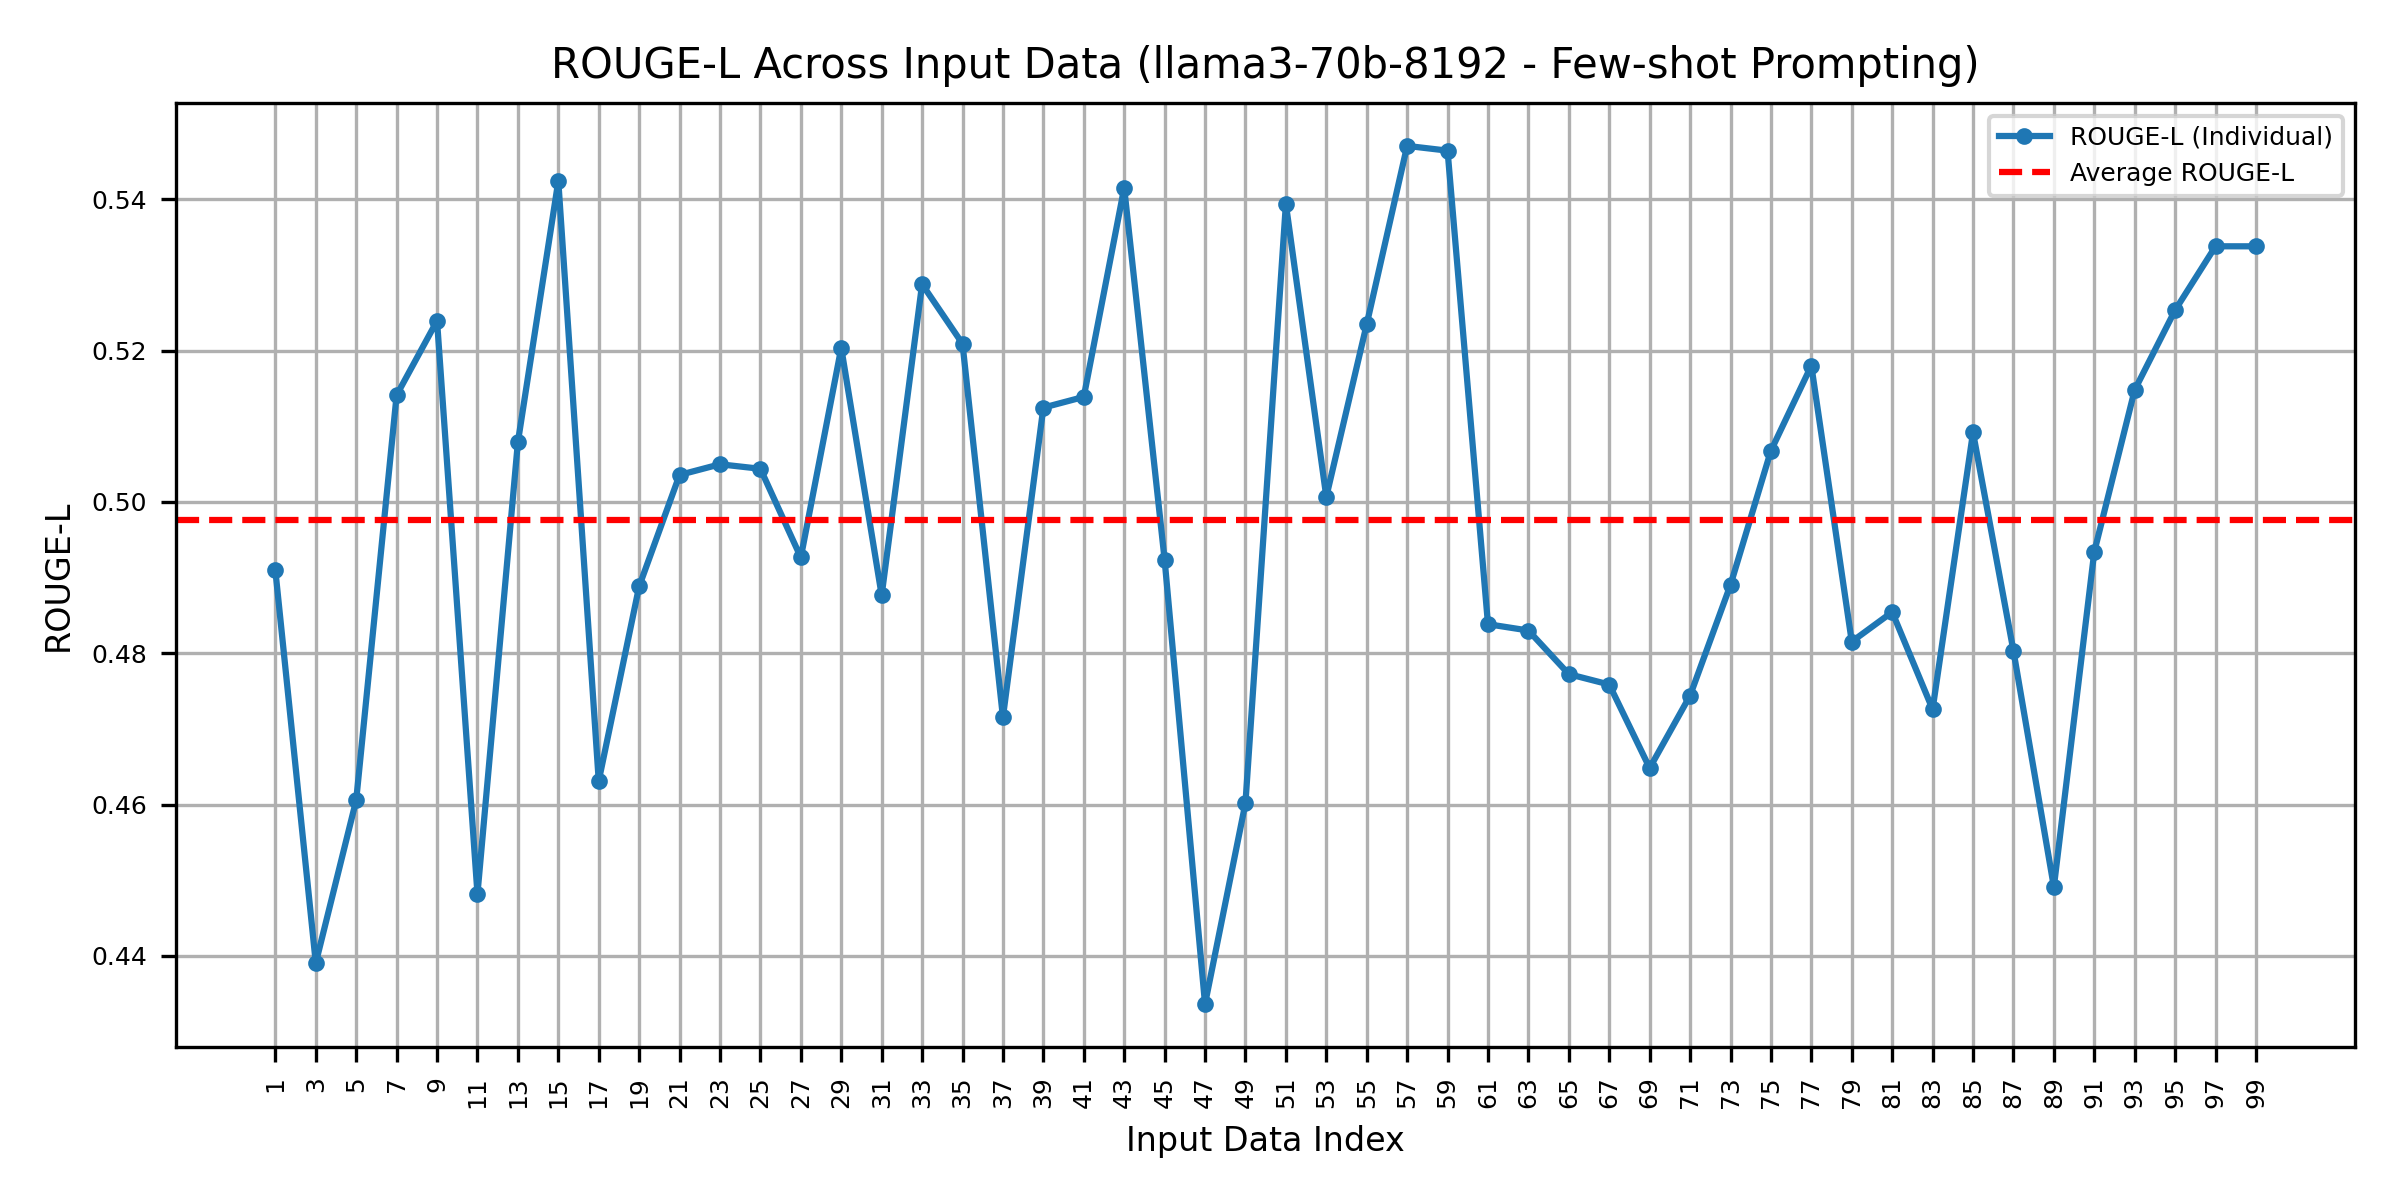 ROUGE-L Across Input Data (llama3-70b-8192 - Few-shot Prompting)
ROUGE-L (Individual)
Average ROUGE-L
ROUGE-L
0.54
0.52
0.50
0.48
0.46
0.44
1 3 5 7 9 11 13 15 17 19 21 23 25 27 29 31 33 35 37 39 41 43 45 47 49 51 53 55 57 59 61 63 65 67 69 71 73 75 77 79 81 83 85 87 89 91 93 95 97 99
Input Data Index